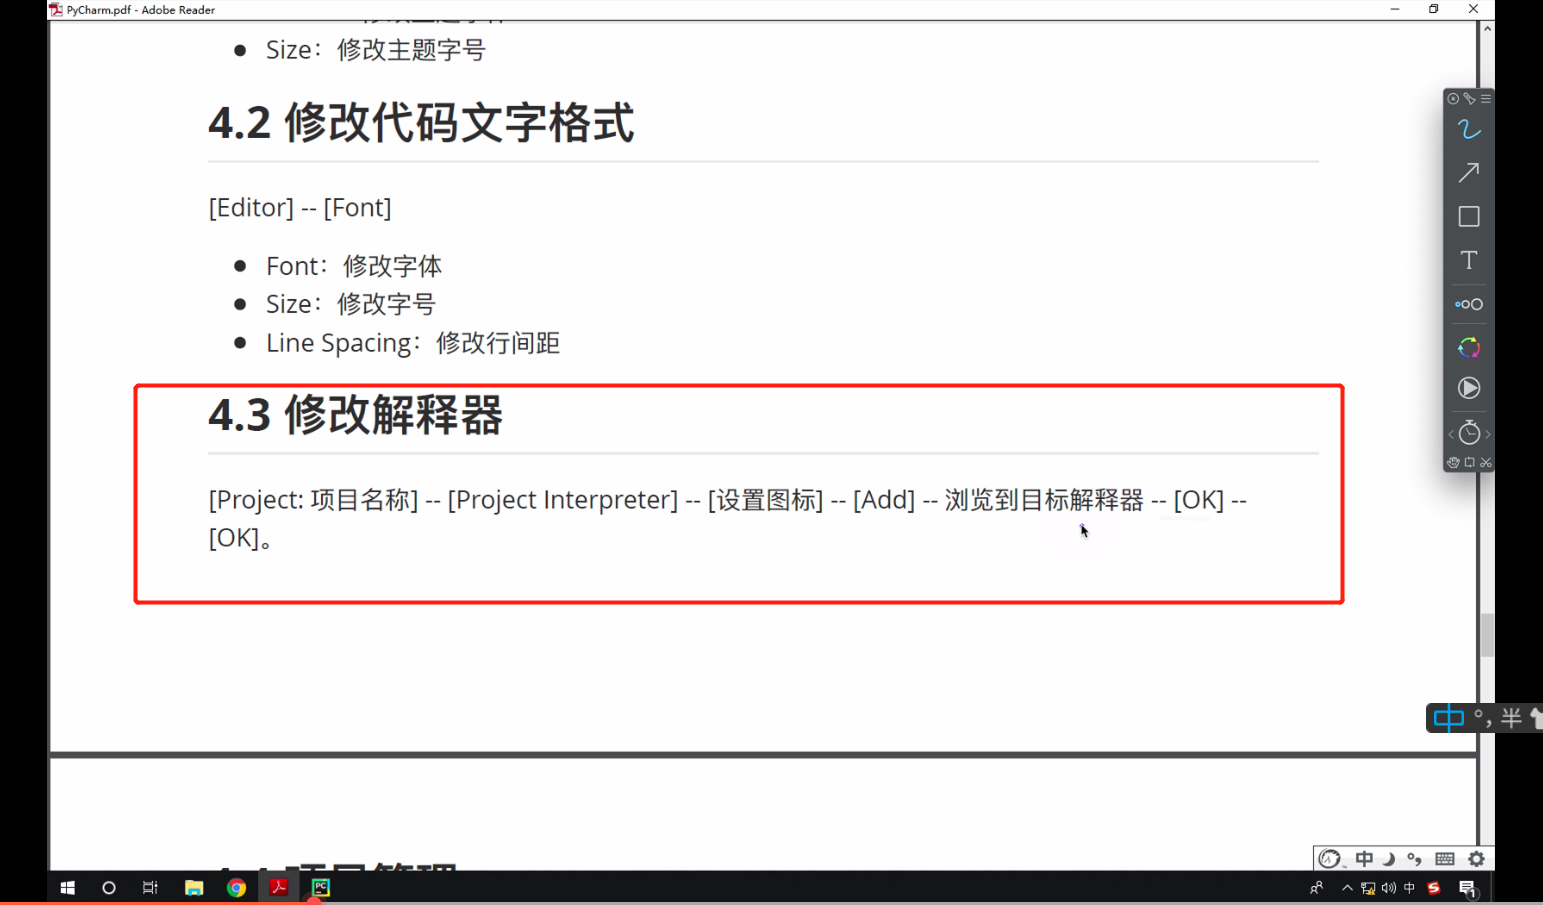 PyCharm.pdf - Adobe Reader
Size：修改主题字号
4.2 修改代码文字格式
[Editor] -- [Font]
Font：修改字体
Size：修改字号
Line Spacing：修改行间距
4.3 修改解释器
[Project: 项目名称] -- [Project Interpreter] -- [设置图标] -- [Add] -- 浏览到目标解释器 -- [OK] --
[OK]。
T
中 °, 半
中
PC
中
1